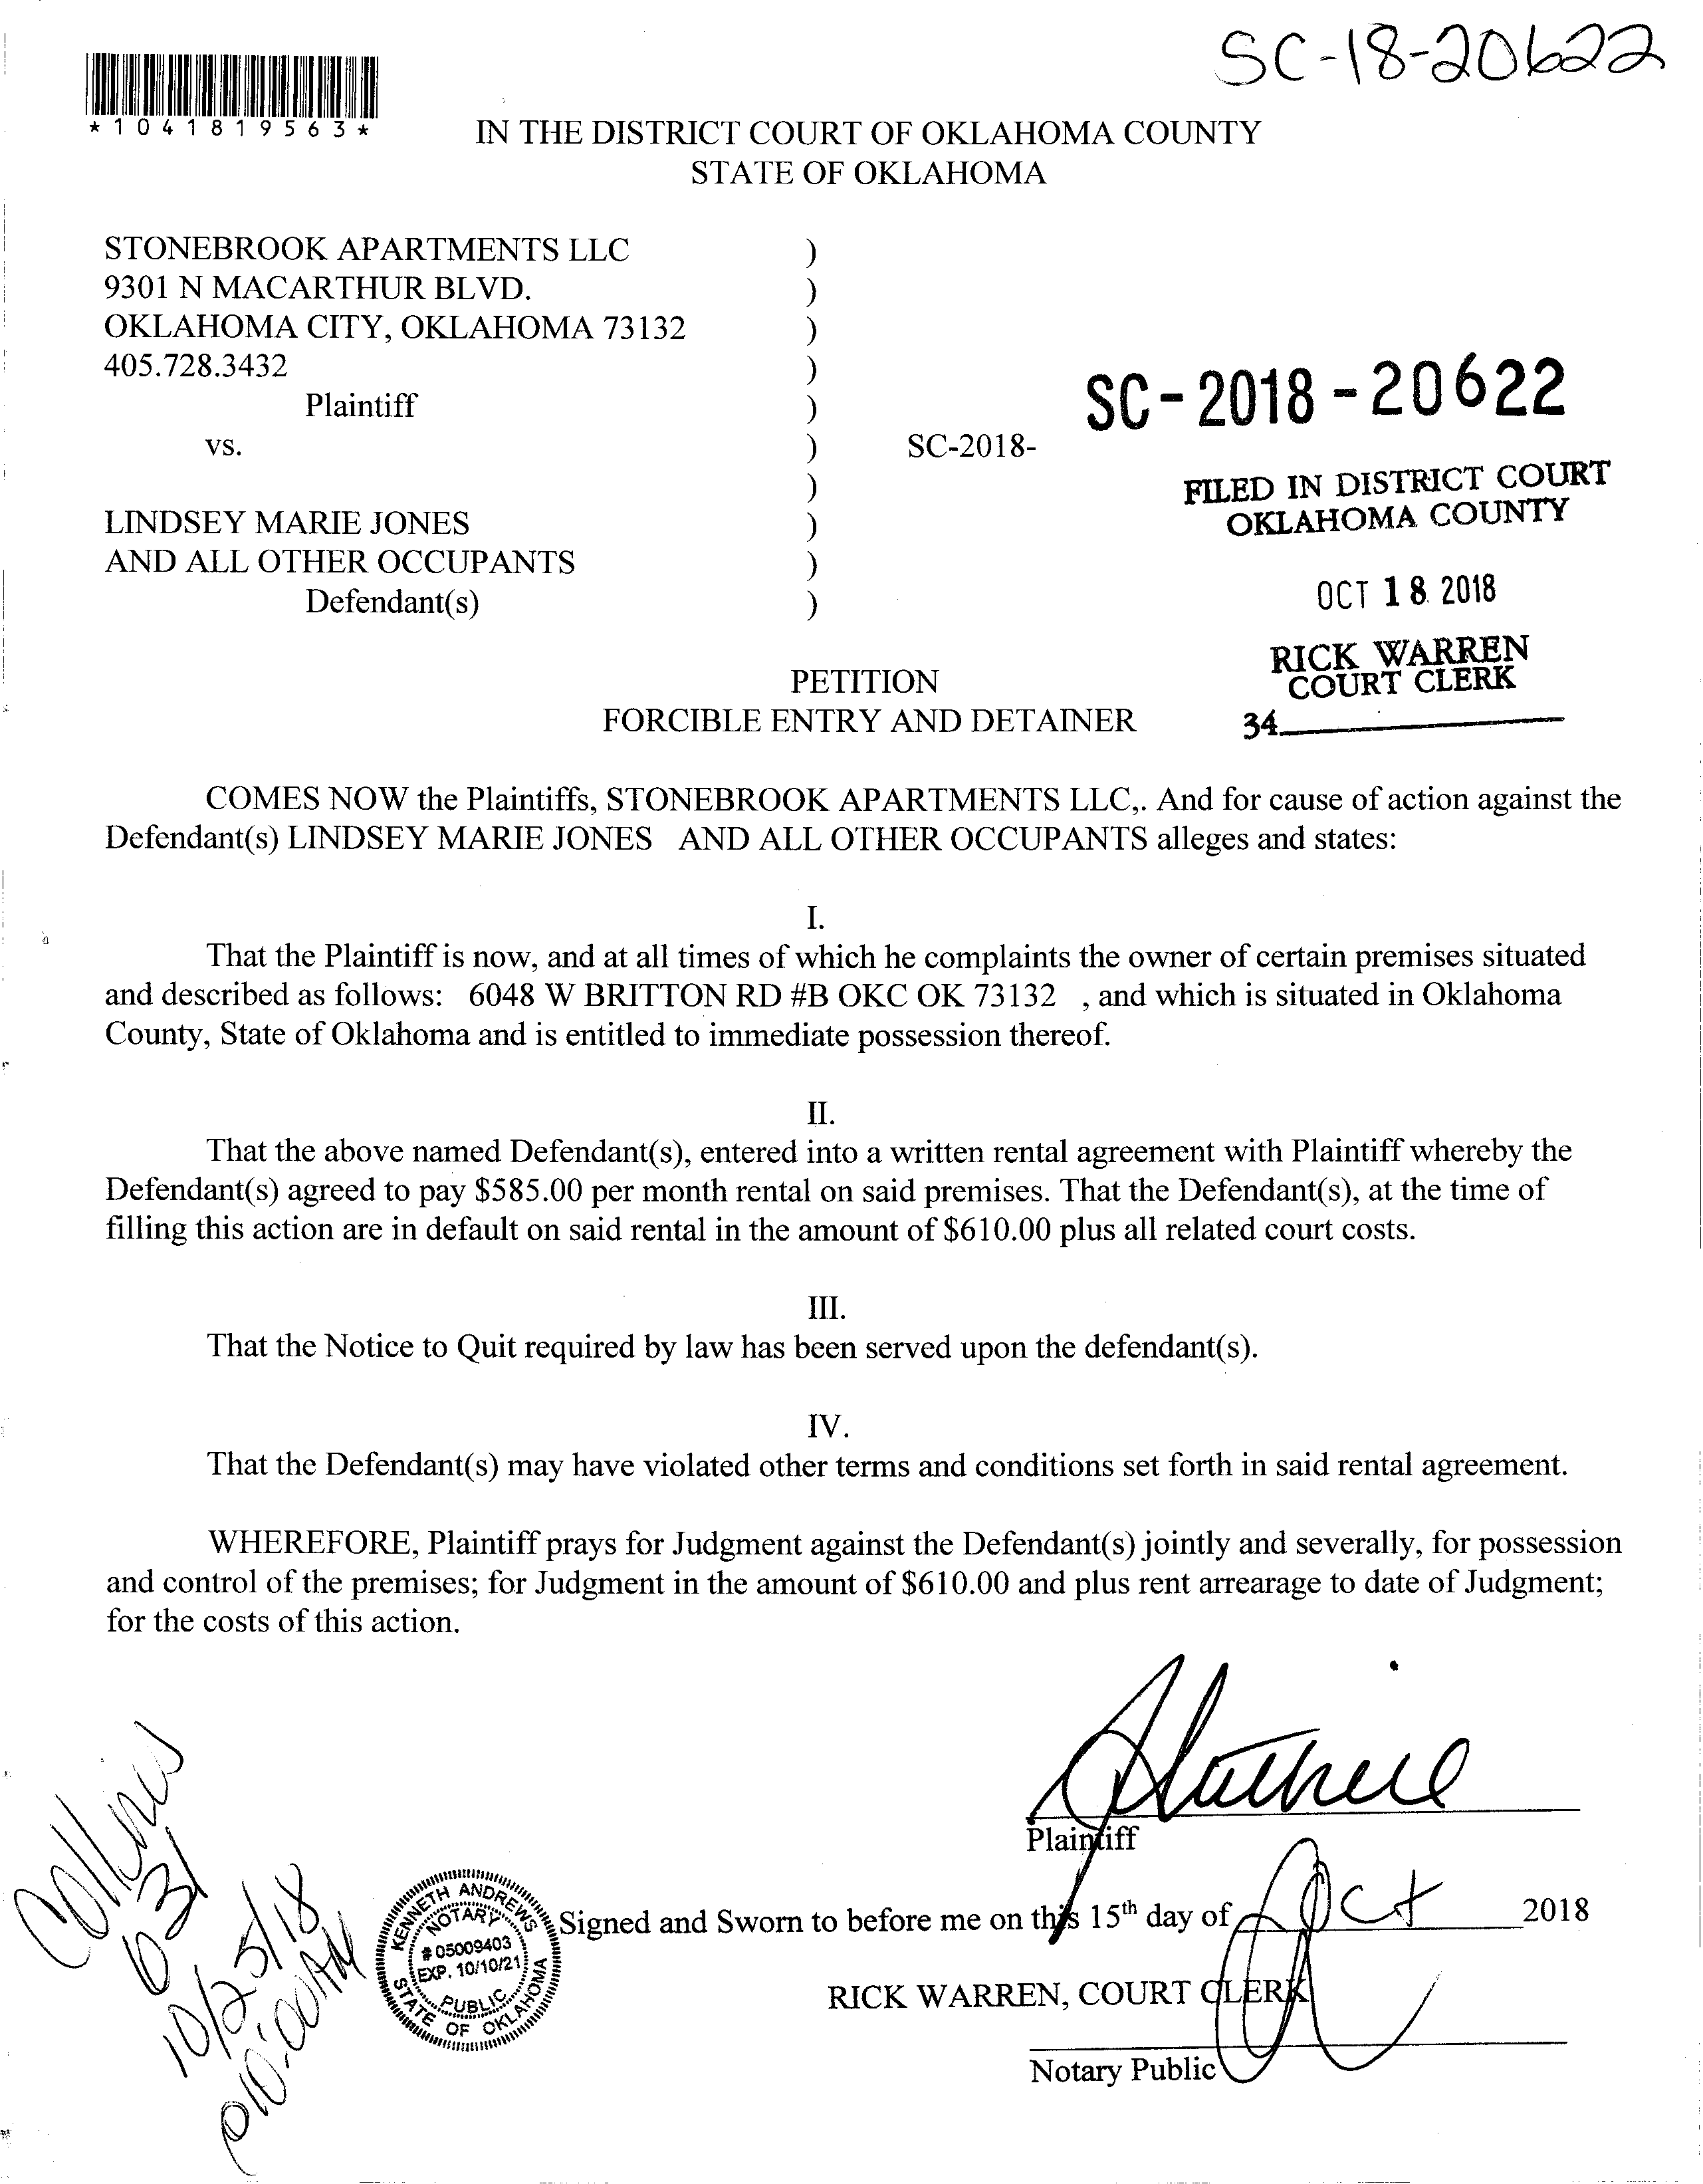 SC-18-20622
*1041819563*
IN THE DISTRICT COURT OF OKLAHOMA COUNTY
STATE OF OKLAHOMA
STONEBROOK APARTMENTS LLC )
9301 N MACARTHUR BLVD. )
OKLAHOMA CITY, OKLAHOMA 73132 )
405.728.3432 )
Plaintiff )
SC-2018-20622
vs. ) SC-2018-
)
FILED IN DISTRICT COURT
OKLAHOMA COUNTY
LINDSEY MARIE JONES )
AND ALL OTHER OCCUPANTS )
Defendant(s) )
OCT 18 2018
RICK WARREN
COURT CLERK
34
PETITION
FORCIBLE ENTRY AND DETAINER
COMES NOW the Plaintiffs, STONEBROOK APARTMENTS LLC,. And for cause of action against the
Defendant(s) LINDSEY MARIE JONES AND ALL OTHER OCCUPANTS alleges and states:
I.
That the Plaintiff is now, and at all times of which he complaints the owner of certain premises situated
and described as follows: 6048 W BRITTON RD #B OKC OK 73132 , and which is situated in Oklahoma
County, State of Oklahoma and is entitled to immediate possession thereof.
II.
That the above named Defendant(s), entered into a written rental agreement with Plaintiff whereby the
Defendant(s) agreed to pay $585.00 per month rental on said premises. That the Defendant(s), at the time of
filling this action are in default on said rental in the amount of $610.00 plus all related court costs.
III.
That the Notice to Quit required by law has been served upon the defendant(s).
IV.
That the Defendant(s) may have violated other terms and conditions set forth in said rental agreement.
WHEREFORE, Plaintiff prays for Judgment against the Defendant(s) jointly and severally, for possession
and control of the premises; for Judgment in the amount of $610.00 and plus rent arrearage to date of Judgment;
for the costs of this action.
Plaintiff
Collins
10/25/18
KENNETH ANDREWS
NOTARY
# 05009403
EXP. 10/10/21
PUBLIC
STATE OF OKLAHOMA
Signed and Sworn to before me on this 15th day of Oct 2018
RICK WARREN, COURT CLERK
Notary Public